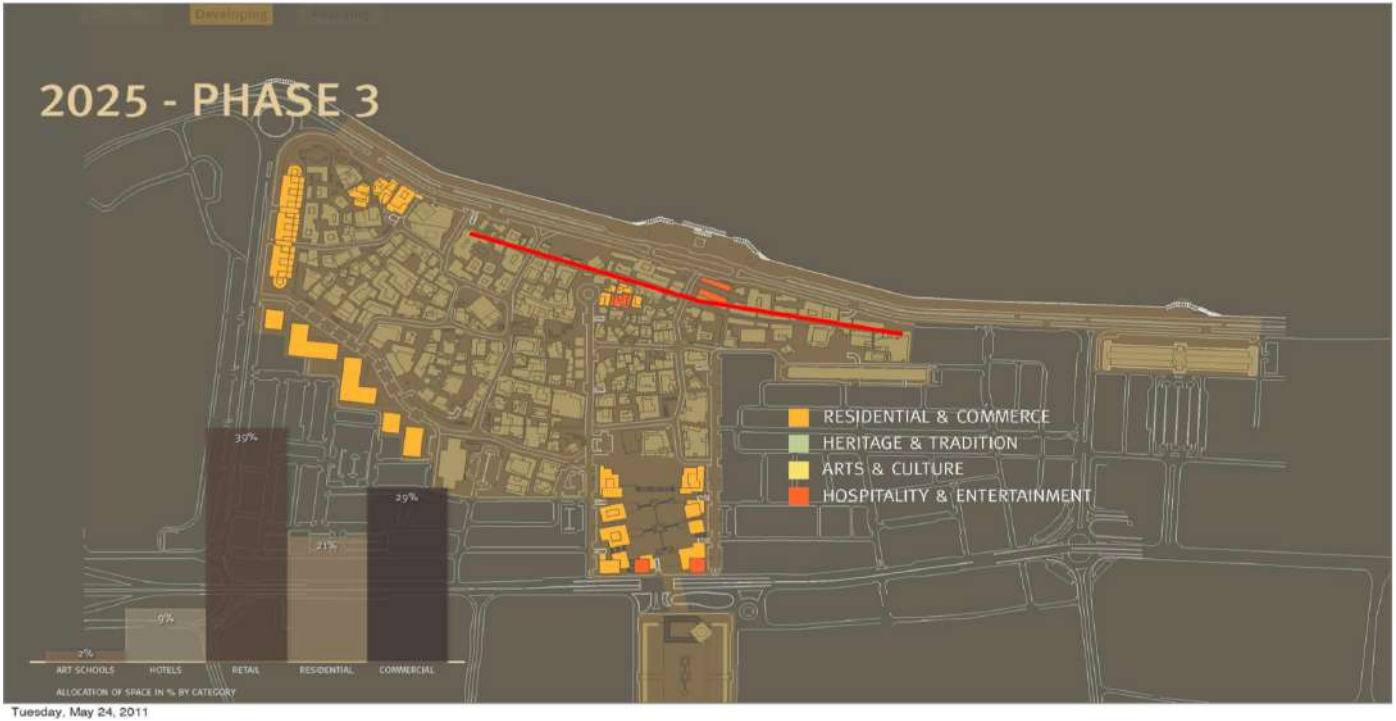 Developing
2025 - PHASE 3
RESIDENTIAL & COMMERCE
HERITAGE & TRADITION
ARTS & CULTURE
HOSPITALITY & ENTERTAINMENT
39%
29%
21%
9%
2%
ART SCHOOLS HOTELS RETAIL RESIDENTIAL COMMERCIAL
ALLOCATION OF SPACE IN % BY CATEGORY
Tuesday, May 24, 2011